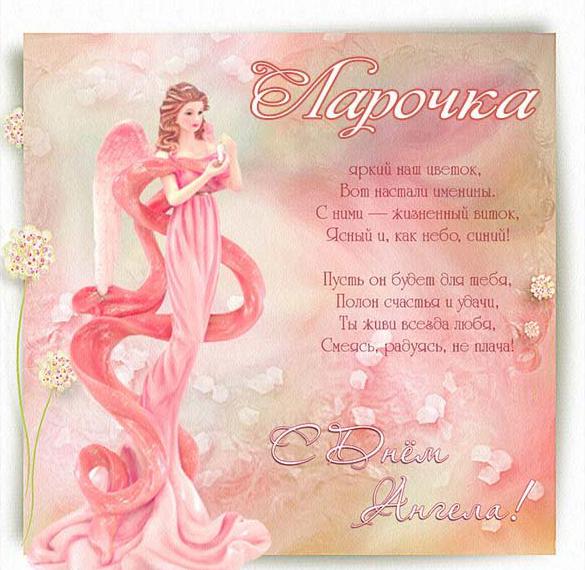 Ларочка
яркий наш цветок,
Вот настали именины.
С ними — жизненный виток,
Ясный и, как небо, синий!
Пусть он будет для тебя,
Полон счастья и удачи,
Ты живи всегда любя,
Смеясь, радуясь, не плача!
С Днём
Ангела!